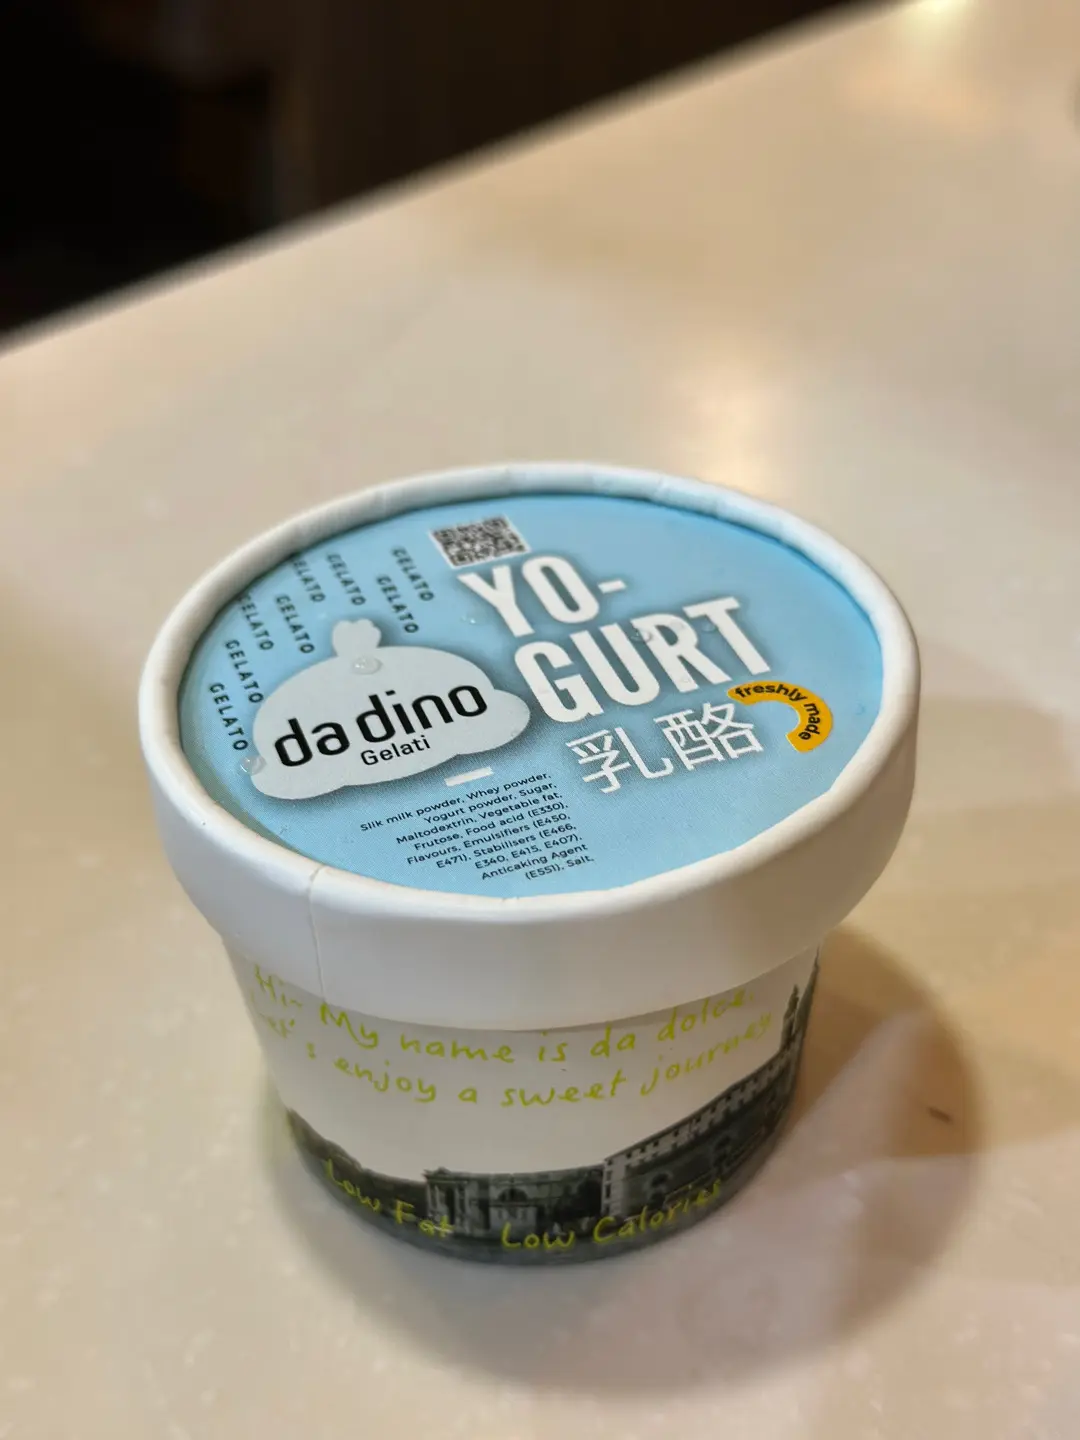 GELATO
GELATO
GELATO
GELATO
GELATO
GELATO
GELATO
GELATO
GELATO
YO-
GURT
乳酪
freshly made
da dino
Gelati
Slik milk powder, Whey powder,
Yogurt powder, Sugar,
Maltodextrin, Vegetable fat,
Frutose, Food acid (E330),
Flavours, Emulsifiers (E450,
E471), Stabilisers (E466,
E340, E415, E407),
Anticaking Agent
(E551), Salt.
Hi~ My name is da dolce.
Let's enjoy a sweet journey
Low Fat Low Calories